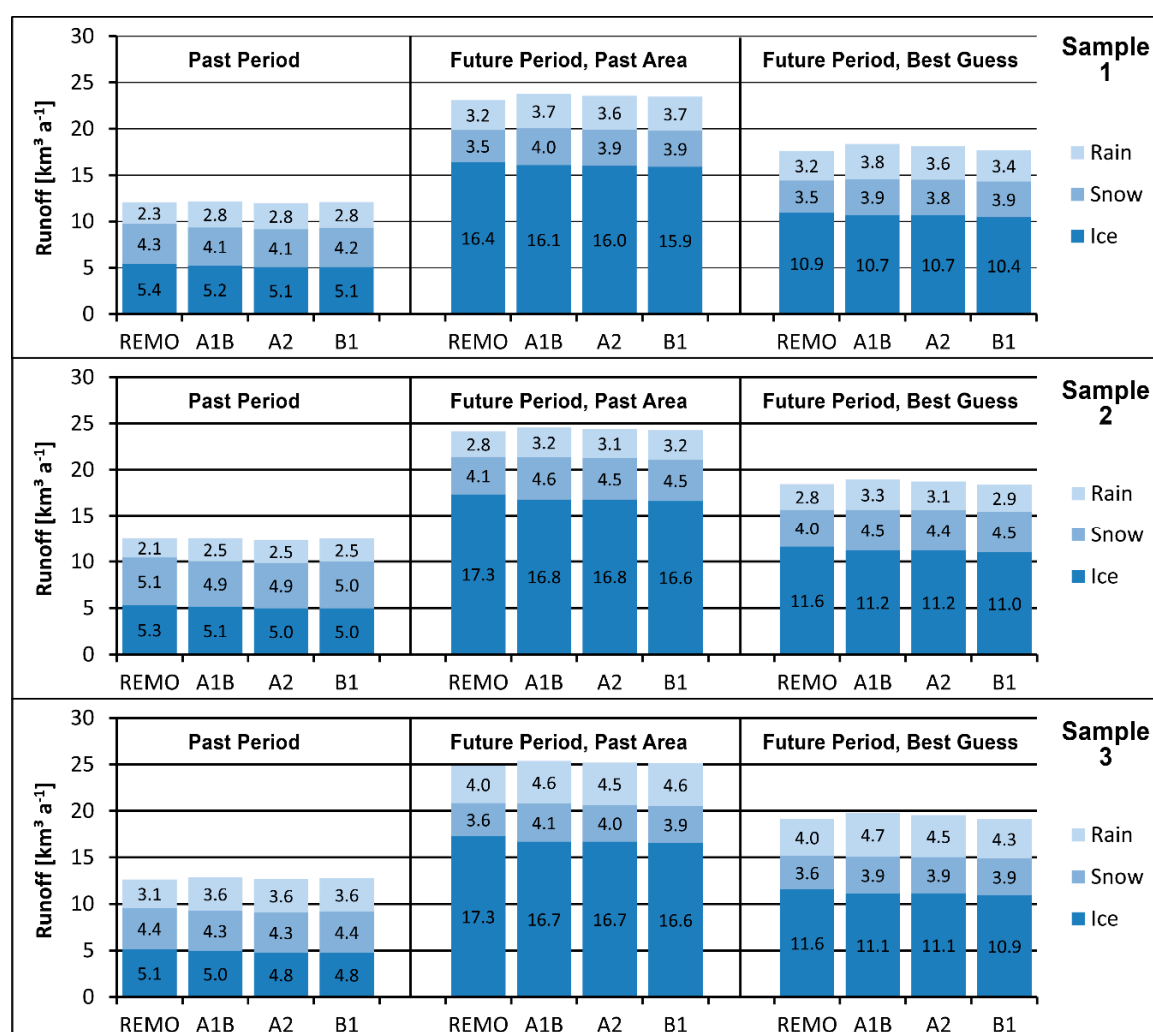 30
25
20
15
10
5
0
Runoff [km³ a⁻¹]
Past Period
Future Period, Past Area
Future Period, Best Guess
Sample
1
Rain
Snow
Ice
2.3 2.8 2.8 2.8
4.3 4.1 4.1 4.2
5.4 5.2 5.1 5.1
3.2 3.7 3.6 3.7
3.5 4.0 3.9 3.9
16.4 16.1 16.0 15.9
3.2 3.8 3.6 3.4
3.5 3.9 3.8 3.9
10.9 10.7 10.7 10.4
REMO A1B A2 B1 REMO A1B A2 B1 REMO A1B A2 B1
30
25
20
15
10
5
0
Runoff [km³ a⁻¹]
Past Period
Future Period, Past Area
Future Period, Best Guess
Sample
2
Rain
Snow
Ice
2.1 2.5 2.5 2.5
5.1 4.9 4.9 5.0
5.3 5.1 5.0 5.0
2.8 3.2 3.1 3.2
4.1 4.6 4.5 4.5
17.3 16.8 16.8 16.6
2.8 3.3 3.1 2.9
4.0 4.5 4.4 4.5
11.6 11.2 11.2 11.0
REMO A1B A2 B1 REMO A1B A2 B1 REMO A1B A2 B1
30
25
20
15
10
5
0
Runoff [km³ a⁻¹]
Past Period
Future Period, Past Area
Future Period, Best Guess
Sample
3
Rain
Snow
Ice
3.1 3.6 3.6 3.6
4.4 4.3 4.3 4.4
5.1 5.0 4.8 4.8
4.0 4.6 4.5 4.6
3.6 4.1 4.0 3.9
17.3 16.7 16.7 16.6
4.0 4.7 4.5 4.3
3.6 3.9 3.9 3.9
11.6 11.1 11.1 10.9
REMO A1B A2 B1 REMO A1B A2 B1 REMO A1B A2 B1